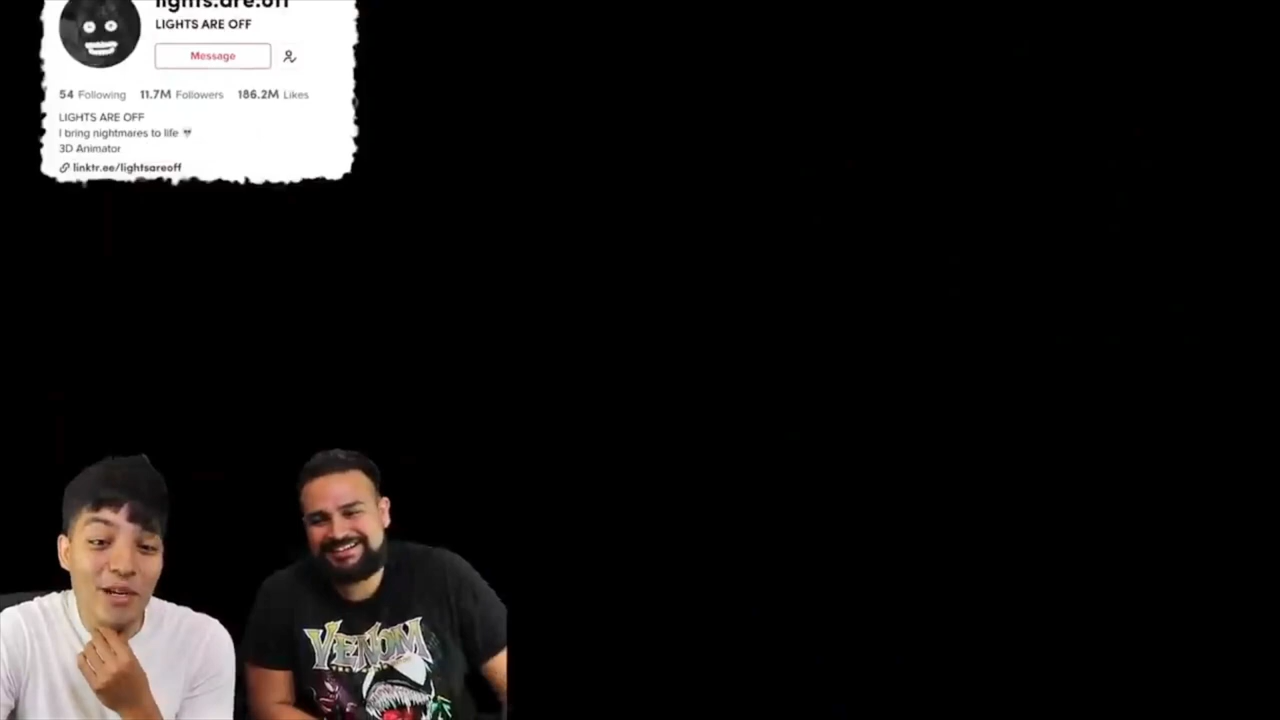 lights.are.off
LIGHTS ARE OFF
Message
54 Following 11.7M Followers 186.2M Likes
LIGHTS ARE OFF
I bring nightmares to life 💀
3D Animator
linktr.ee/lightsareoff
VENOM